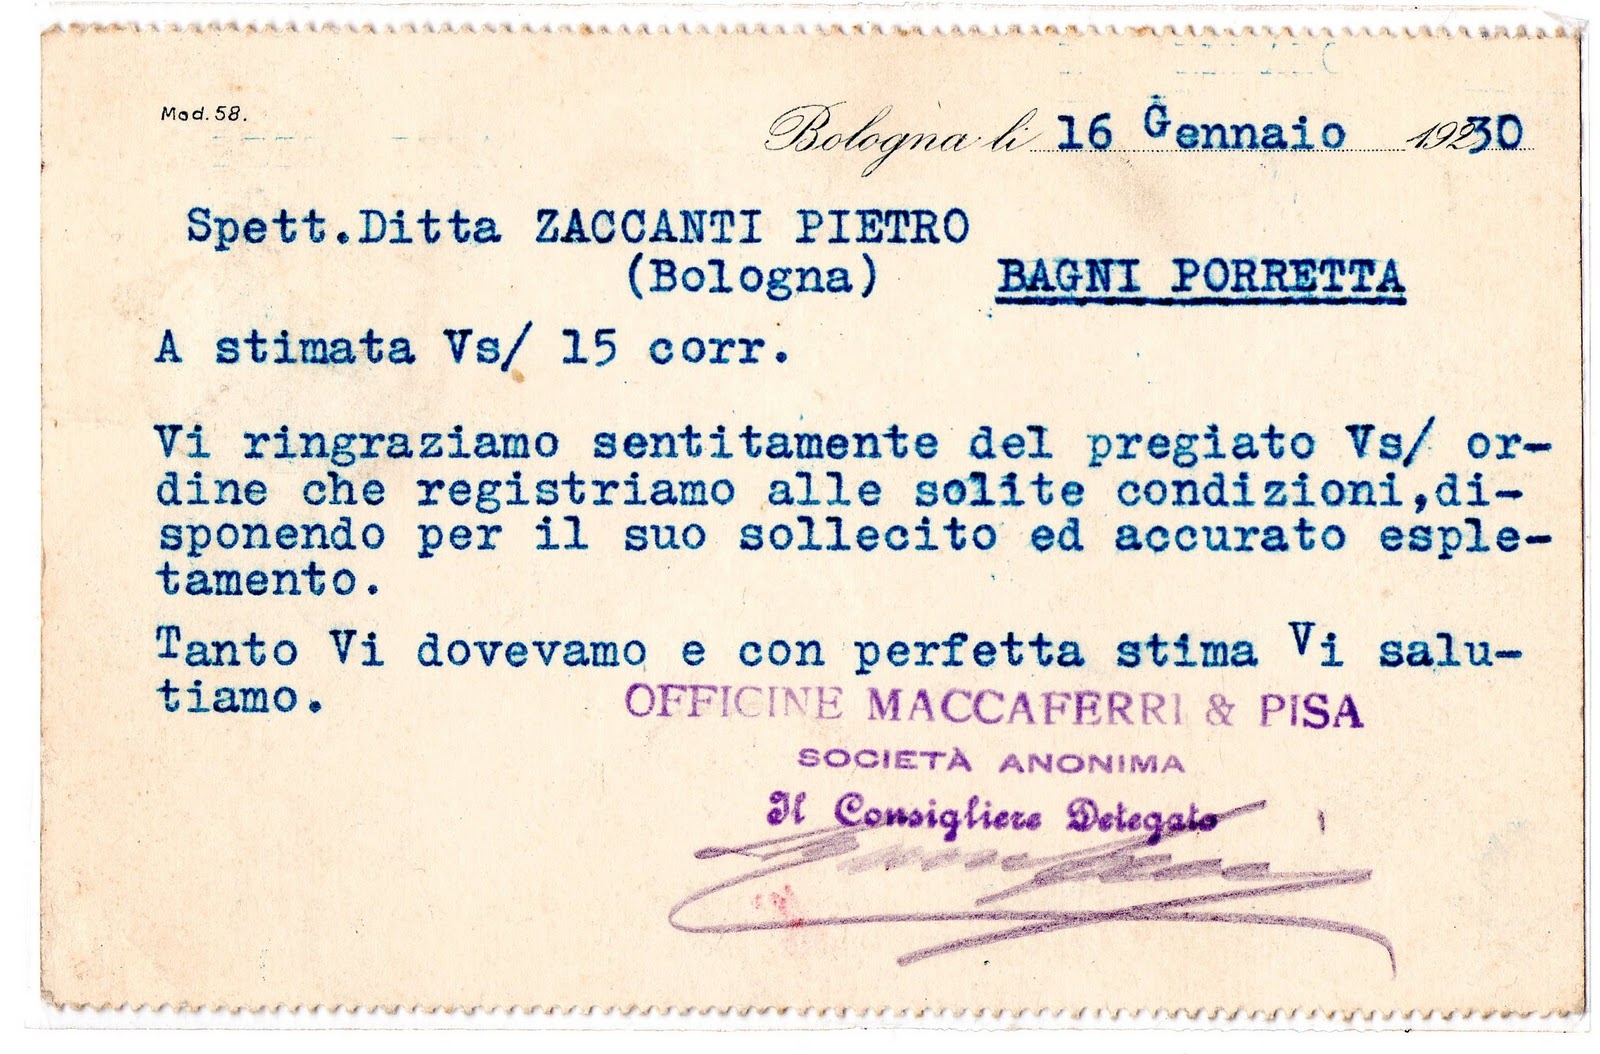 Mod. 58.
Bologna li 16 Gennaio 19230
Spett.Ditta ZACCANTI PIETRO
(Bologna) BAGNI PORRETTA
A stimata Vs/ 15 corr.
Vi ringraziamo sentitamente del pregiato Vs/ or-
dine che registriamo alle solite condizioni,di-
sponendo per il suo sollecito ed accurato esple-
tamento.
Tanto Vi dovevamo e con perfetta stima Vi salu-
tiamo.
OFFICINE MACCAFERRI & PISA
SOCIETÀ ANONIMA
Il Consigliere Delegato